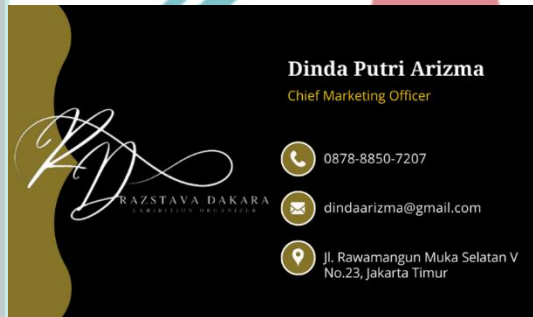 Dinda Putri Arizma
Chief Marketing Officer
RD
RAZSTAVA DAKARA
EXHIBITION ORGANIZER
0878-8850-7207
dindaarizma@gmail.com
Jl. Rawamangun Muka Selatan V
No.23, Jakarta Timur